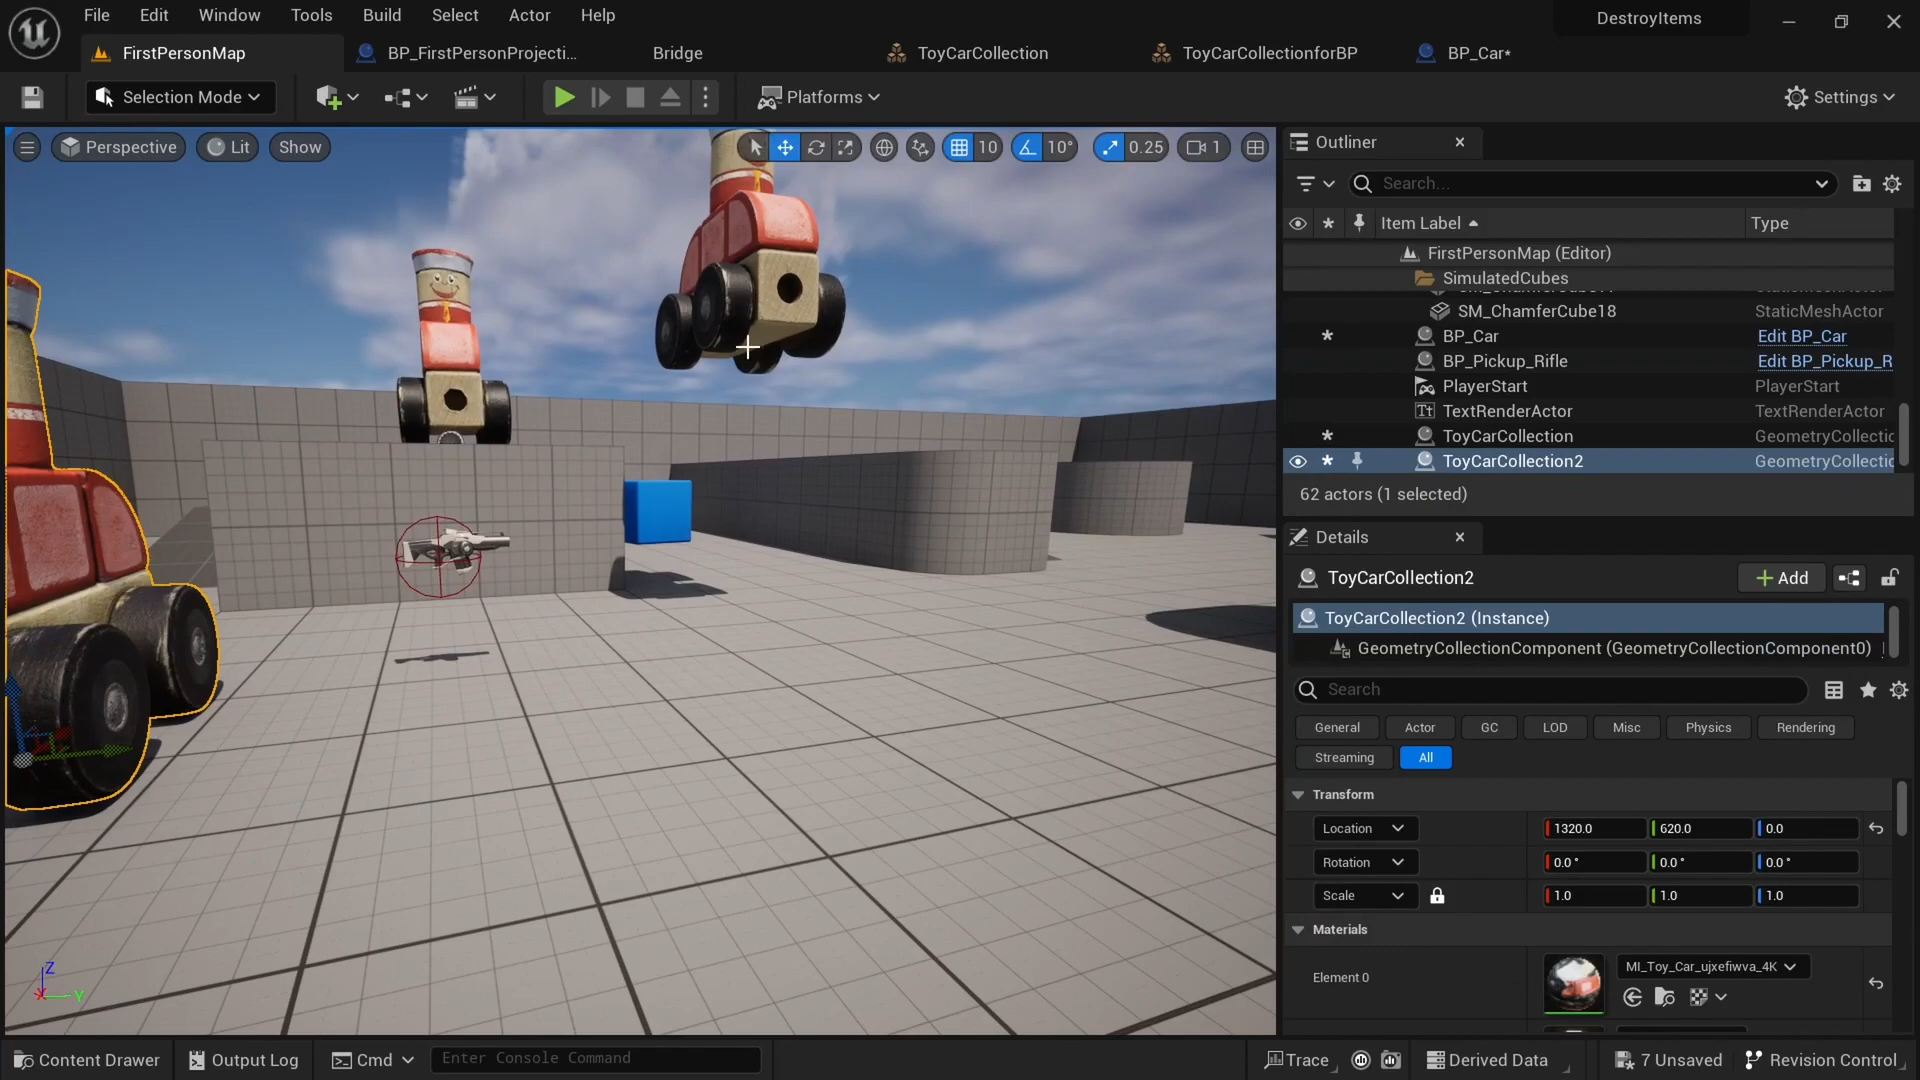 File Edit Window Tools Build Select Actor Help
DestroyItems
FirstPersonMap
BP_FirstPersonProjecti...
Bridge
ToyCarCollection
ToyCarCollectionforBP
BP_Car*
Selection Mode
Platforms
Settings
Perspective
Lit
Show
10
10°
0.25
1
Outliner
Search...
Item Label
Type
FirstPersonMap (Editor)
SimulatedCubes
SM_ChamferCube18 StaticMeshActor
BP_Car Edit BP_Car
BP_Pickup_Rifle Edit BP_Pickup_R
PlayerStart PlayerStart
TextRenderActor TextRenderActor
ToyCarCollection GeometryCollectic
ToyCarCollection2 GeometryCollectic
62 actors (1 selected)
Details
ToyCarCollection2
Add
ToyCarCollection2 (Instance)
GeometryCollectionComponent (GeometryCollectionComponent0)
Search
General Actor GC LOD Misc Physics Rendering
Streaming All
Transform
Location 1320.0 620.0 0.0
Rotation 0.0° 0.0° 0.0°
Scale 1.0 1.0 1.0
Materials
Element 0
MI_Toy_Car_ujxefiwva_4K
Z
X
Y
Content Drawer
Output Log
Cmd
Enter Console Command
Trace
Derived Data
7 Unsaved
Revision Control